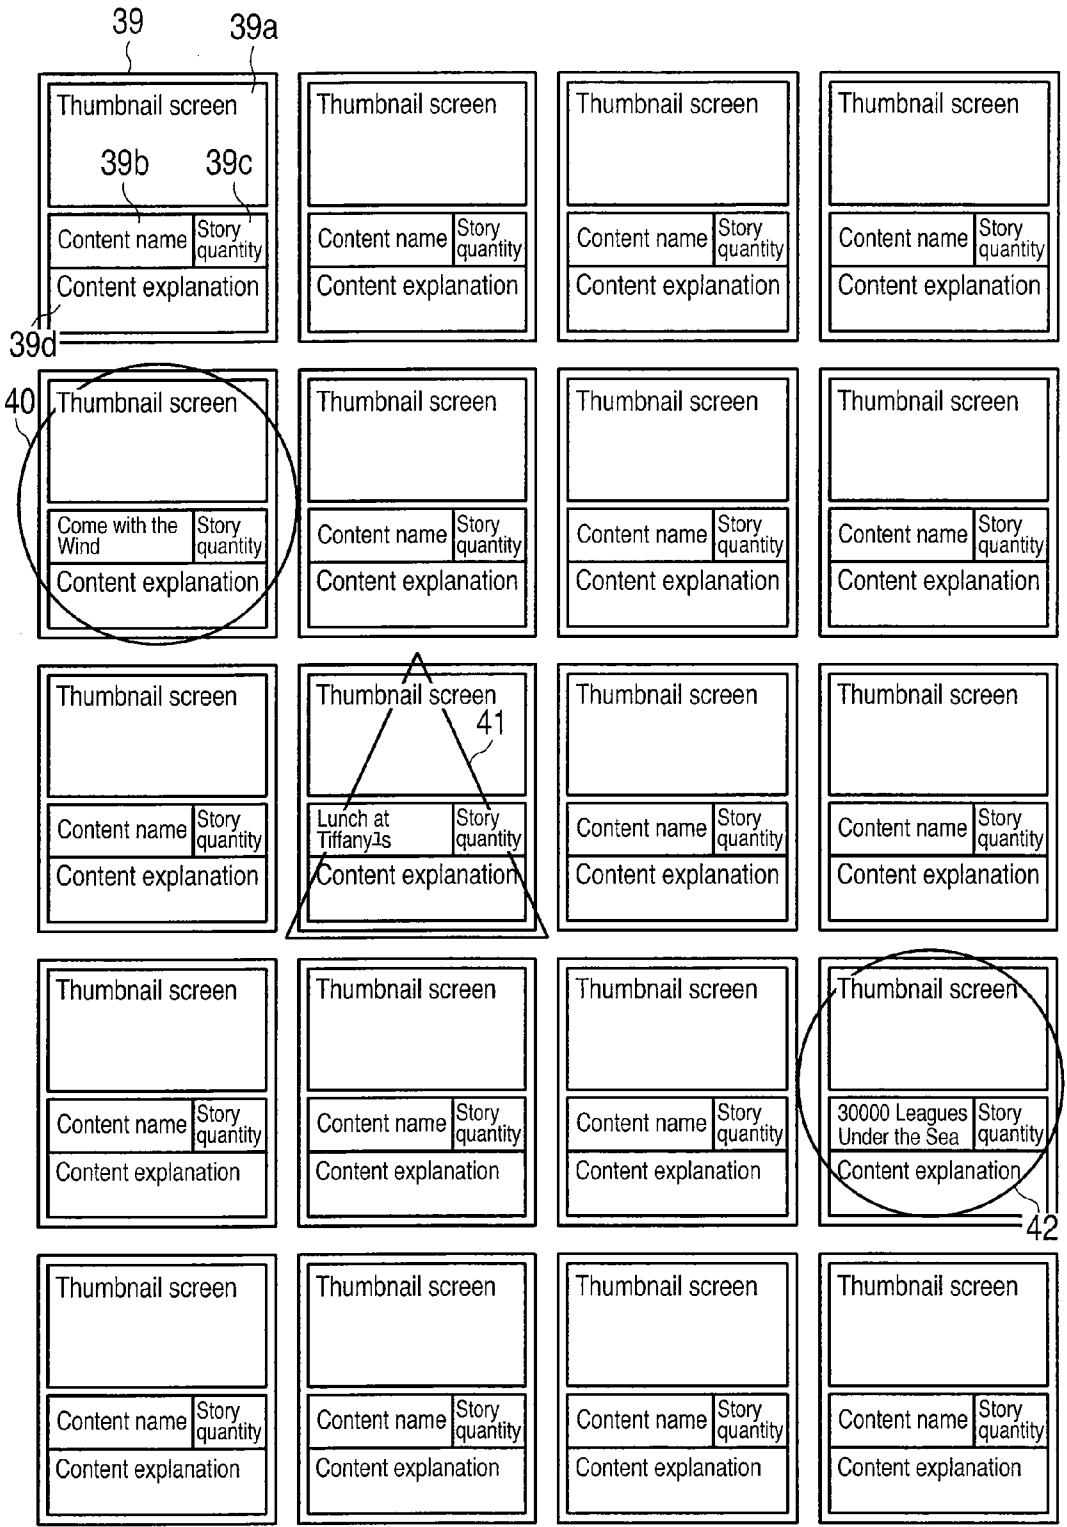 39
39a
Thumbnail screen
Thumbnail screen
Thumbnail screen
Thumbnail screen
39b
39c
Content name
Story
quantity
Content name
Story
quantity
Content name
Story
quantity
Content name
Story
quantity
Content explanation
Content explanation
Content explanation
Content explanation
39d
40
Thumbnail screen
Thumbnail screen
Thumbnail screen
Thumbnail screen
Come with the
Wind
Story
quantity
Content name
Story
quantity
Content name
Story
quantity
Content name
Story
quantity
Content explanation
Content explanation
Content explanation
Content explanation
Thumbnail screen
Thumbnail screen
Thumbnail screen
Thumbnail screen
41
Content name
Story
quantity
Lunch at
Tiffany1s
Story
quantity
Content name
Story
quantity
Content name
Story
quantity
Content explanation
Content explanation
Content explanation
Content explanation
Thumbnail screen
Thumbnail screen
Thumbnail screen
Thumbnail screen
Content name
Story
quantity
Content name
Story
quantity
Content name
Story
quantity
30000 Leagues
Under the Sea
Story
quantity
Content explanation
Content explanation
Content explanation
Content explanation
42
Thumbnail screen
Thumbnail screen
Thumbnail screen
Thumbnail screen
Content name
Story
quantity
Content name
Story
quantity
Content name
Story
quantity
Content name
Story
quantity
Content explanation
Content explanation
Content explanation
Content explanation